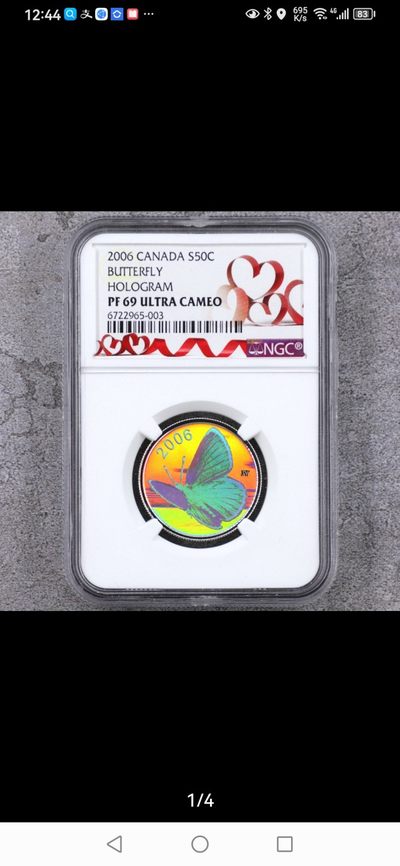 12:44
695
K/s
4G
83
2006 CANADA S50C
BUTTERFLY
HOLOGRAM
PF 69 ULTRA CAMEO
6722965-003
NGC®
2006
1/4